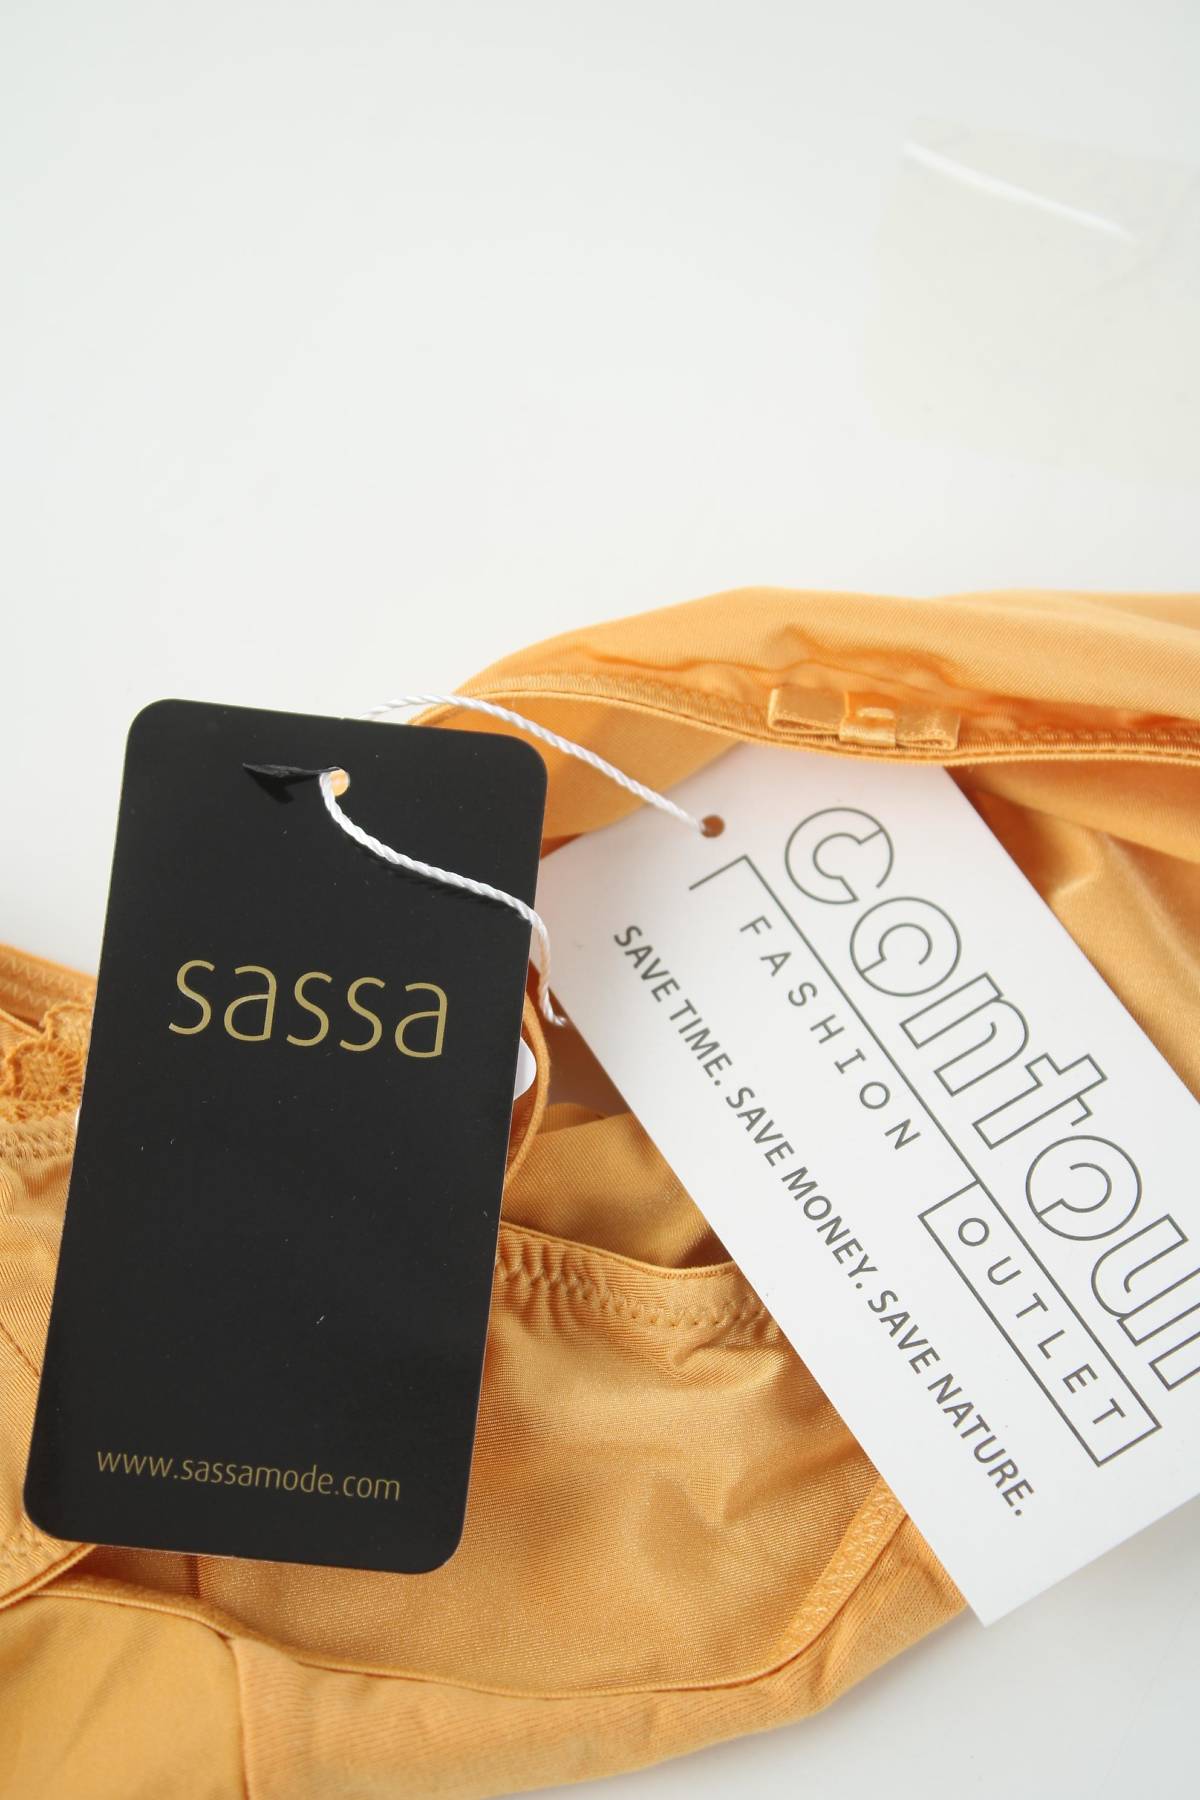 sassa
www.sassamode.com
contour
FASHION
OUTLET
SAVE TIME. SAVE MONEY. SAVE NATURE.